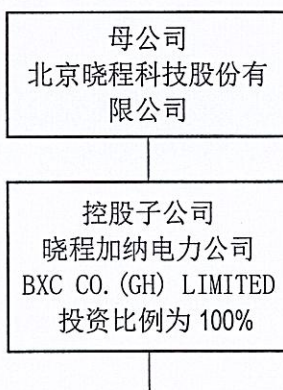 母公司
北京晓程科技股份有
限公司
控股子公司
晓程加纳电力公司
BXC CO.(GH) LIMITED
投资比例为 100%